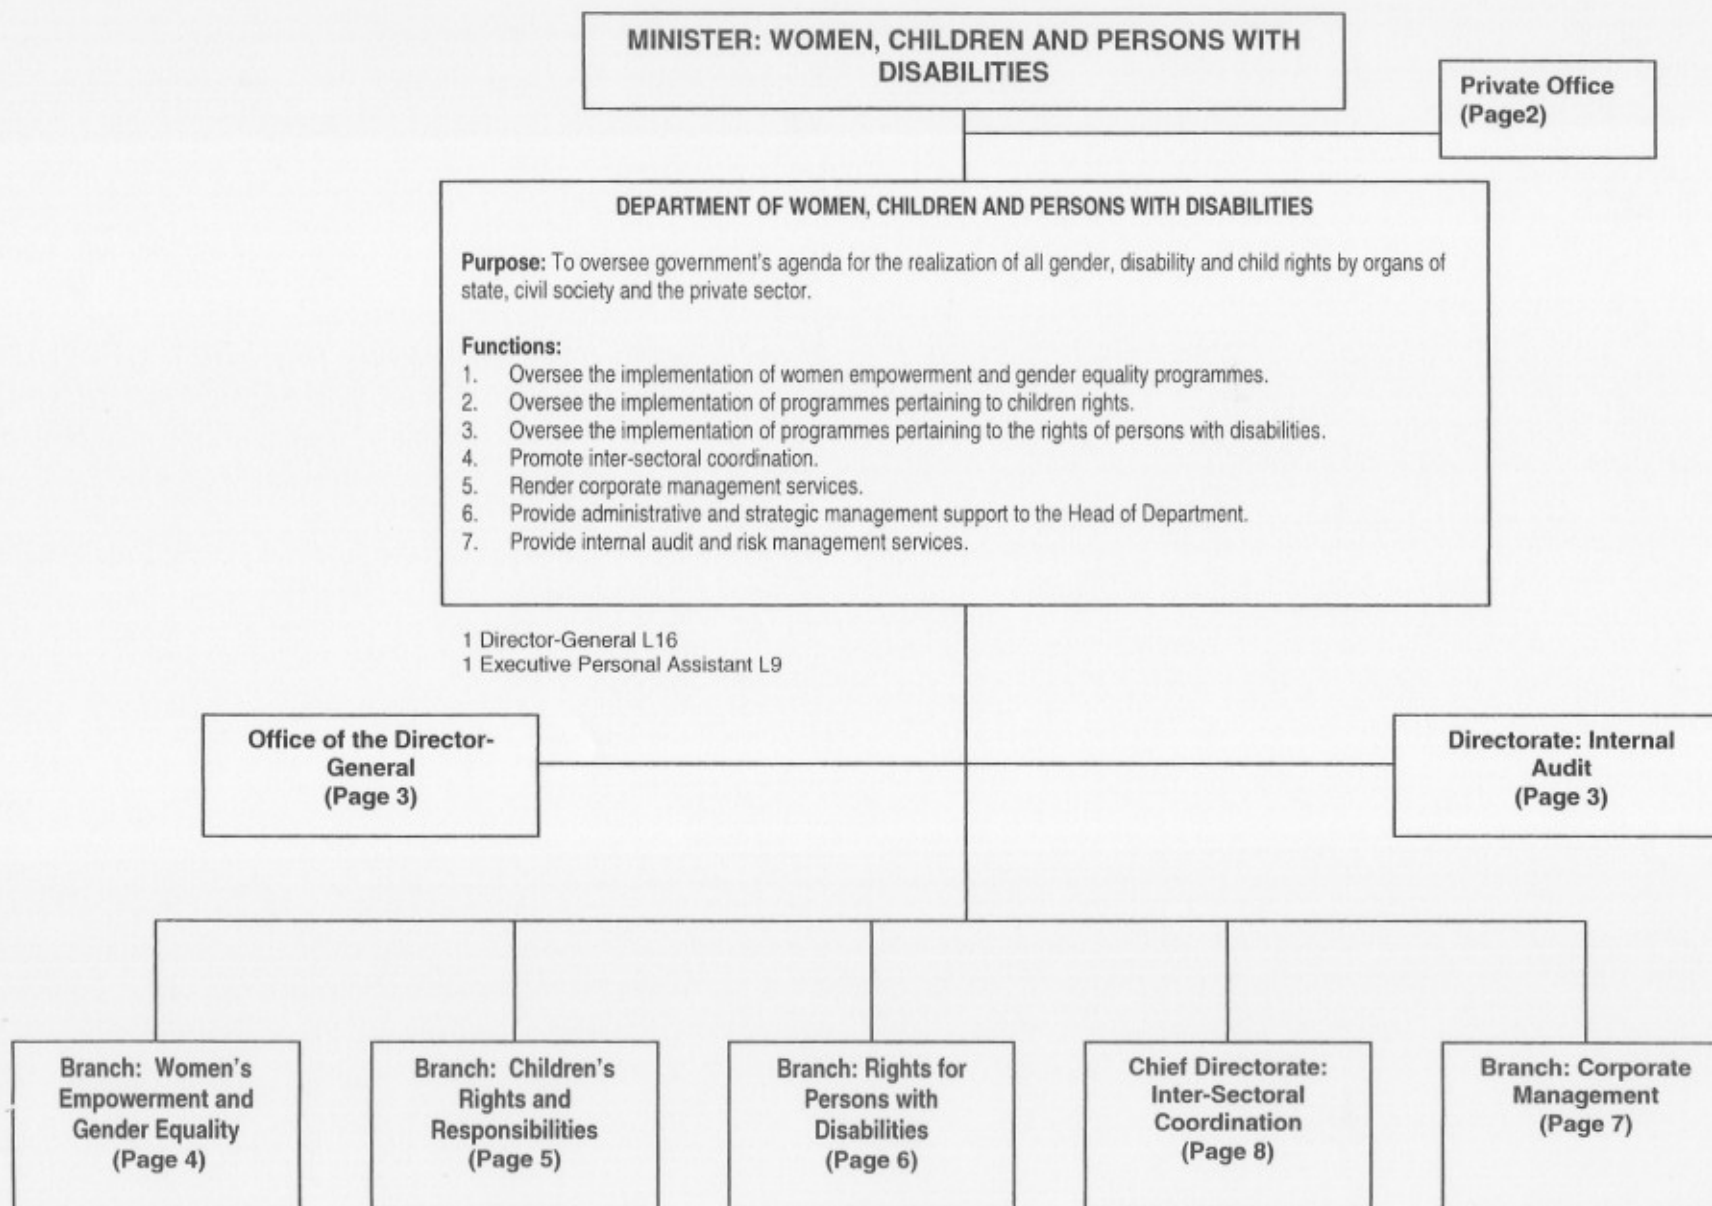 MINISTER: WOMEN, CHILDREN AND PERSONS WITH
DISABILITIES
Private Office
(Page2)
DEPARTMENT OF WOMEN, CHILDREN AND PERSONS WITH DISABILITIES
Purpose: To oversee government's agenda for the realization of all gender, disability and child rights by organs of
state, civil society and the private sector.
Functions:
1. Oversee the implementation of women empowerment and gender equality programmes.
2. Oversee the implementation of programmes pertaining to children rights.
3. Oversee the implementation of programmes pertaining to the rights of persons with disabilities.
4. Promote inter-sectoral coordination.
5. Render corporate management services.
6. Provide administrative and strategic management support to the Head of Department.
7. Provide internal audit and risk management services.
1 Director-General L16
1 Executive Personal Assistant L9
Office of the Director-
General
(Page 3)
Directorate: Internal
Audit
(Page 3)
Branch: Women's
Empowerment and
Gender Equality
(Page 4)
Branch: Children's
Rights and
Responsibilities
(Page 5)
Branch: Rights for
Persons with
Disabilities
(Page 6)
Chief Directorate:
Inter-Sectoral
Coordination
(Page 8)
Branch: Corporate
Management
(Page 7)